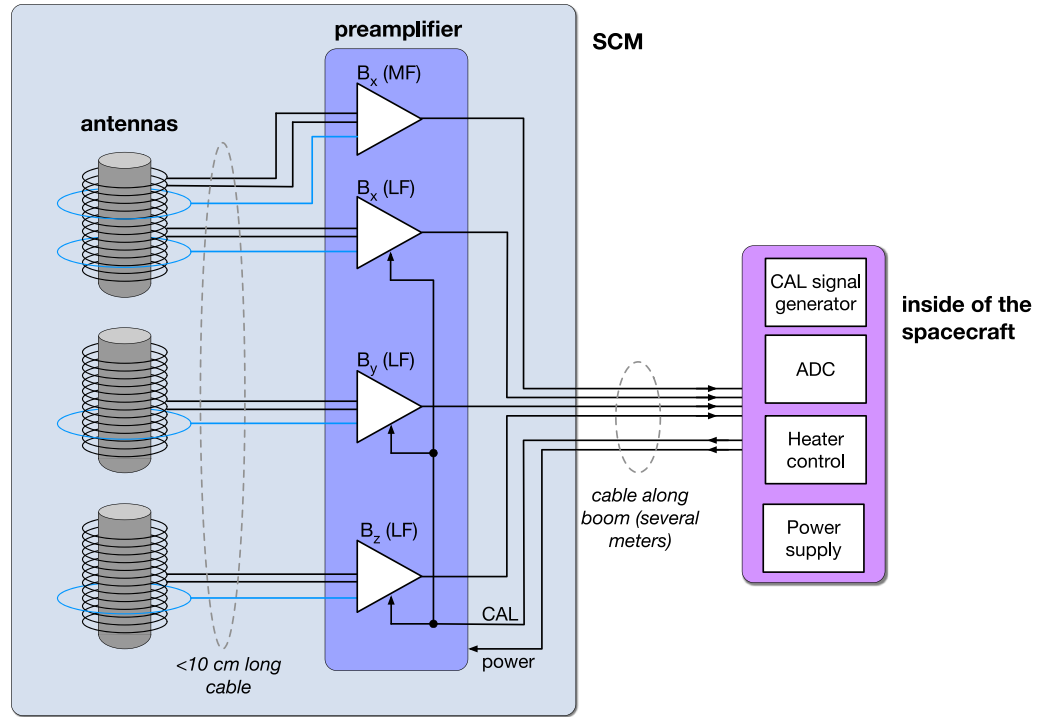 preamplifier
SCM
antennas
Bx (MF)
Bx (LF)
By (LF)
Bz (LF)
CAL
power
<10 cm long
cable
cable along
boom (several
meters)
CAL signal
generator
ADC
Heater
control
Power
supply
inside of the
spacecraft